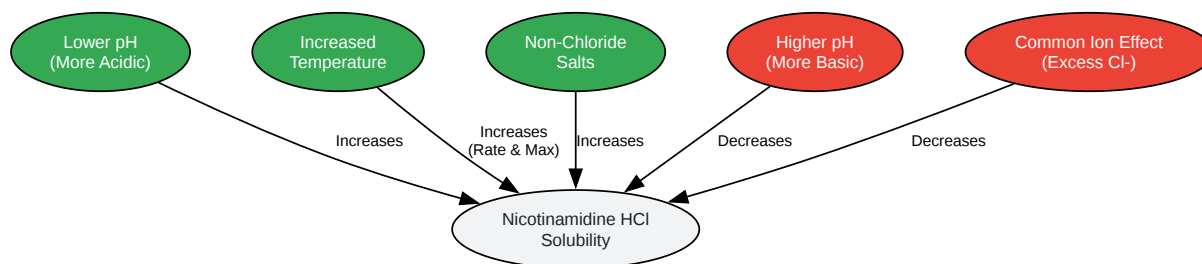 Lower pH
(More Acidic)
Increased
Temperature
Non-Chloride
Salts
Higher pH
(More Basic)
Common Ion Effect
(Excess Cl-)
Increases
Increases
(Rate & Max)
Increases
Decreases
Decreases
Nicotinamidine HCl
Solubility